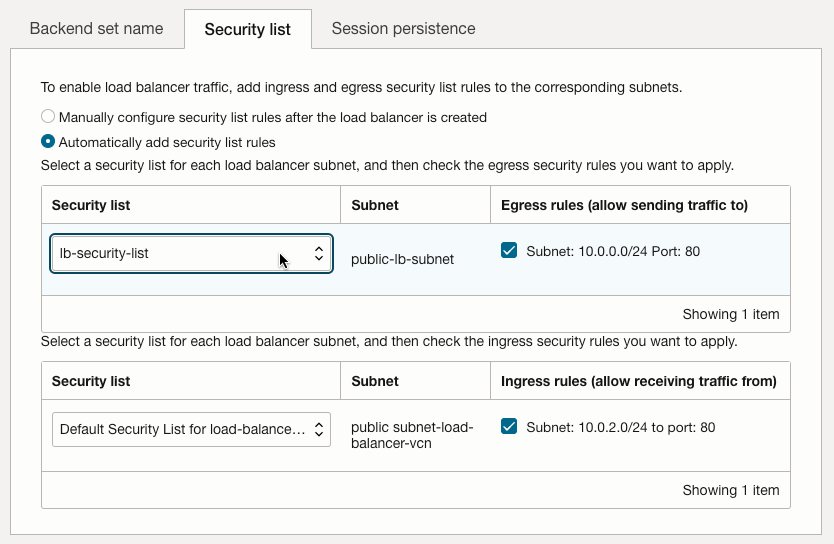 Backend set name
Security list
Session persistence
To enable load balancer traffic, add ingress and egress security list rules to the corresponding subnets.
Manually configure security list rules after the load balancer is created
Automatically add security list rules
Select a security list for each load balancer subnet, and then check the egress security rules you want to apply.
Security list
Subnet
Egress rules (allow sending traffic to)
lb-security-list
public-lb-subnet
Subnet: 10.0.0.0/24 Port: 80
Showing 1 item
Select a security list for each load balancer subnet, and then check the ingress security rules you want to apply.
Security list
Subnet
Ingress rules (allow receiving traffic from)
Default Security List for load-balance...
public subnet-load-
balancer-vcn
Subnet: 10.0.2.0/24 to port: 80
Showing 1 item